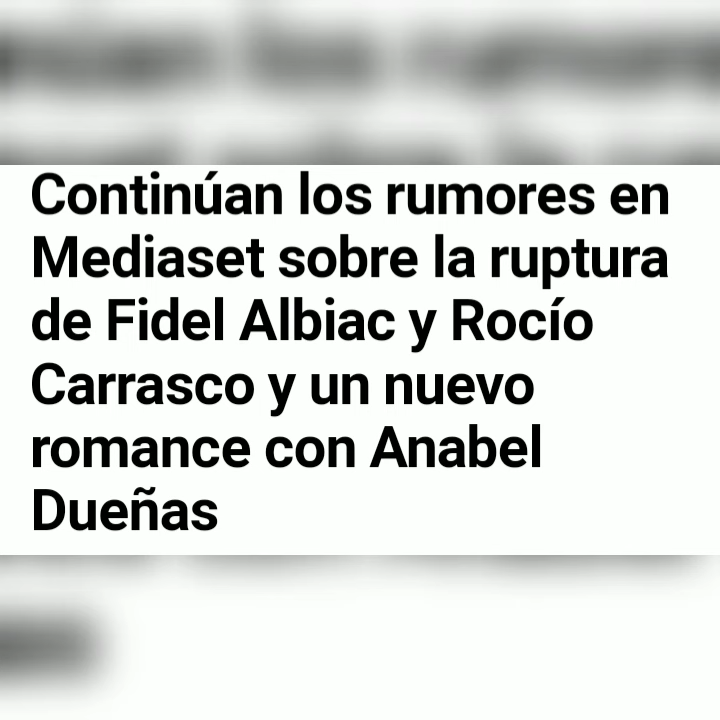 Continúan los rumores en
Mediaset sobre la ruptura
de Fidel Albiac y Rocío
Carrasco y un nuevo
romance con Anabel
Dueñas